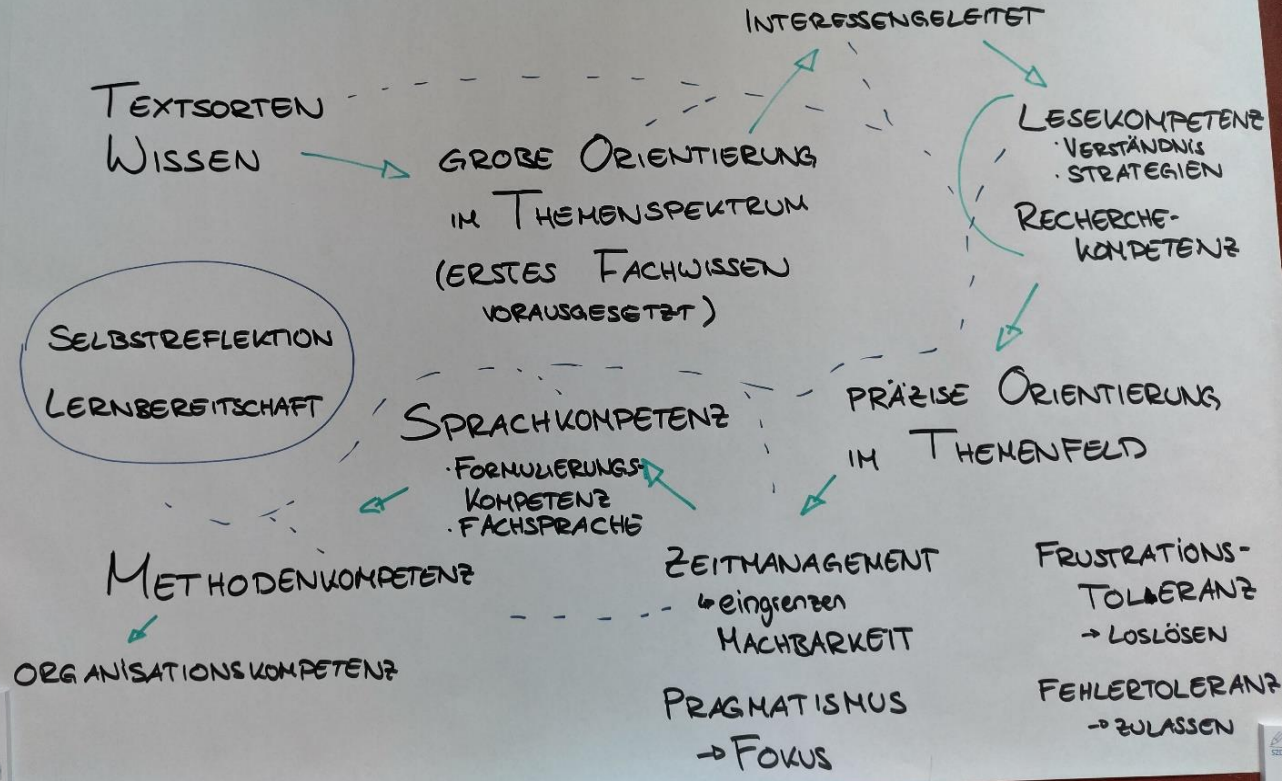 INTERESSENGELEITET
TEXTSORTEN
WISSEN
GROBE ORIENTIERUNG
IM THEMENSPEKTRUM
(ERSTES FACHWISSEN
VORAUSGESETZT)
LESEKOMPETENZ
· VERSTÄNDNIS
· STRATEGIEN
RECHERCHE-
KOMPETENZ
SELBSTREFLEKTION
LERNBEREITSCHAFT
PRÄZISE ORIENTIERUNG
IM THEMENFELD
SPRACHKOMPETENZ
· FORMULIERUNGS-
KOMPETENZ
· FACHSPRACHE
METHODENKOMPETENZ
ORGANISATIONSKOMPETENZ
ZEITMANAGEMENT
↳ eingrenzen
MACHBARKEIT
PRAGMATISMUS
→ FOKUS
FRUSTRATIONS-
TOLERANZ
→ LOSLÖSEN
FEHLERTOLERANZ
→ ZULASSEN